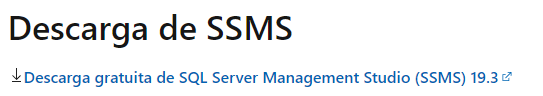 Descarga de SSMS
Descarga gratuita de SQL Server Management Studio (SSMS) 19.3